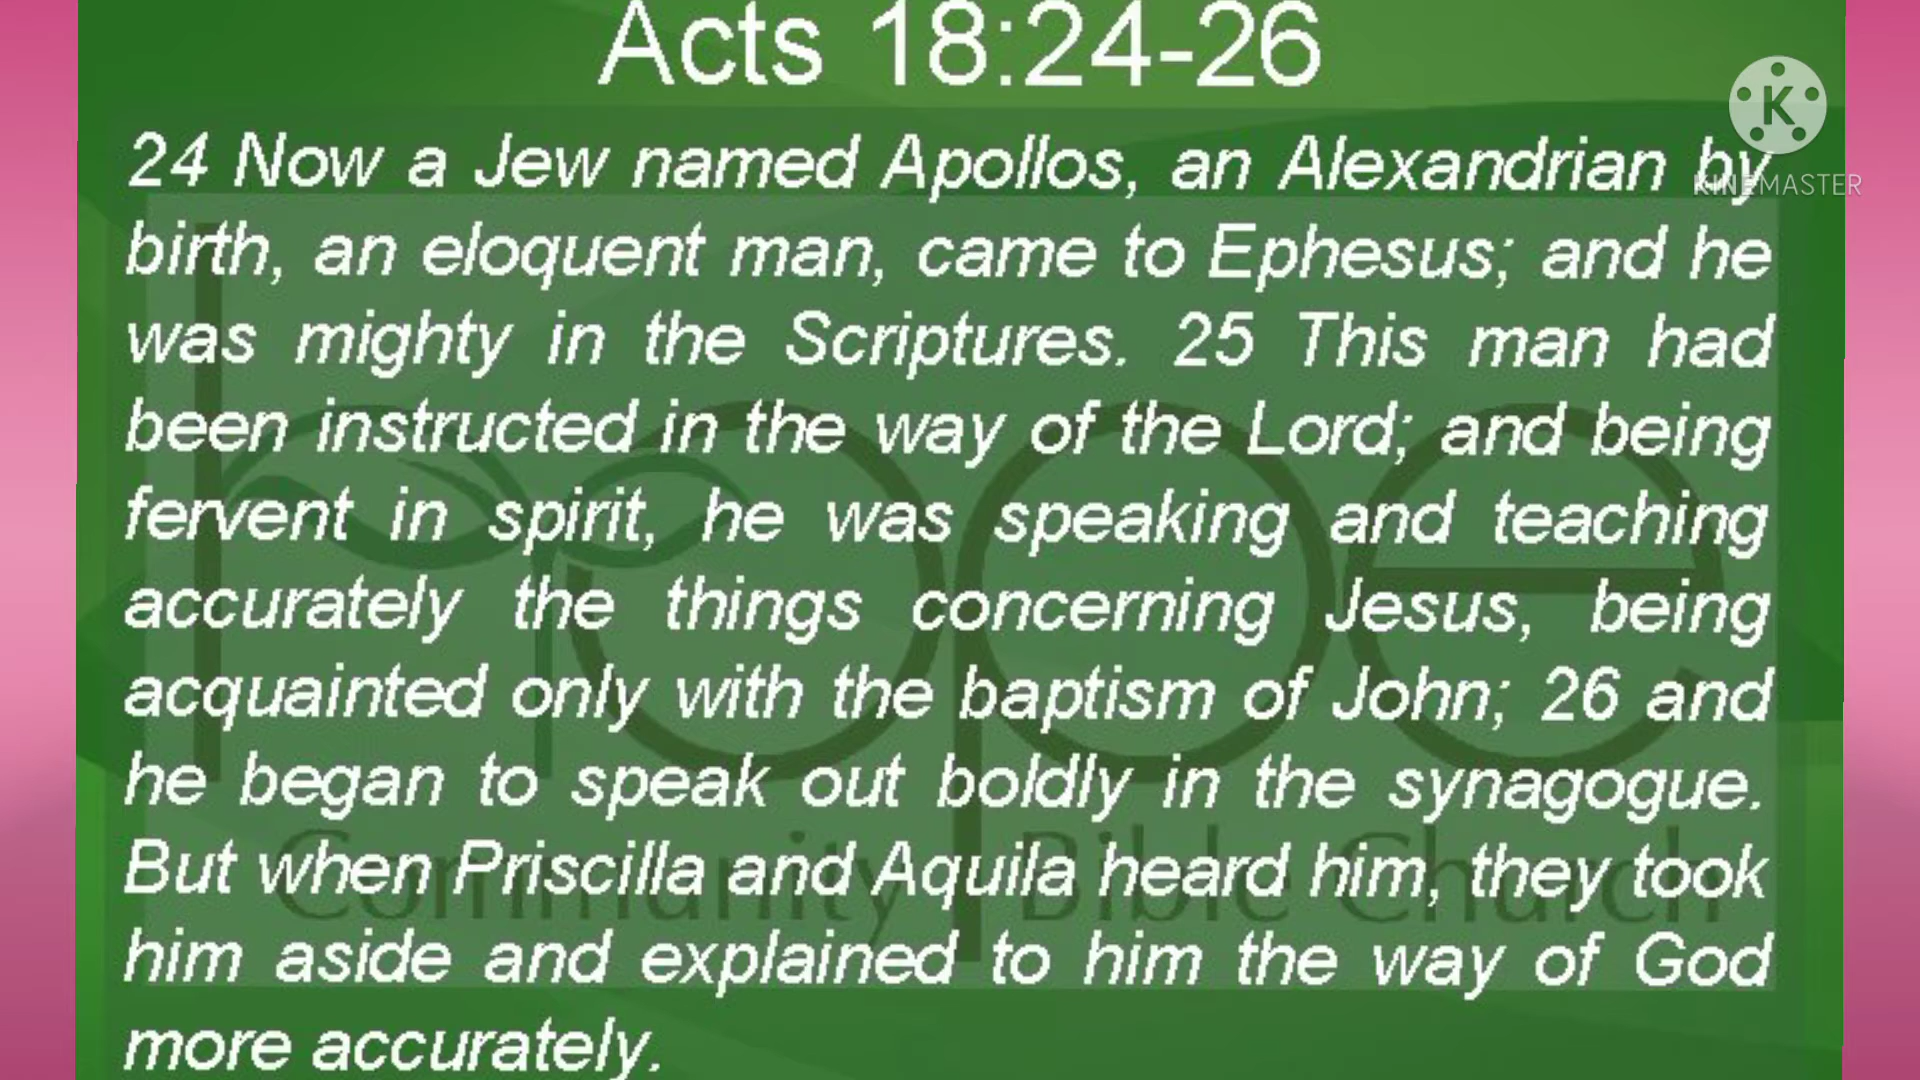 Acts 18:24-26
K
KINEMASTER
24 Now a Jew named Apollos, an Alexandrian by
birth, an eloquent man, came to Ephesus; and he
was mighty in the Scriptures. 25 This man had
been instructed in the way of the Lord; and being
fervent in spirit, he was speaking and teaching
accurately the things concerning Jesus, being
acquainted only with the baptism of John; 26 and
he began to speak out boldly in the synagogue.
But when Priscilla and Aquila heard him, they took
him aside and explained to him the way of God
more accurately.
hope
Community Bible Church